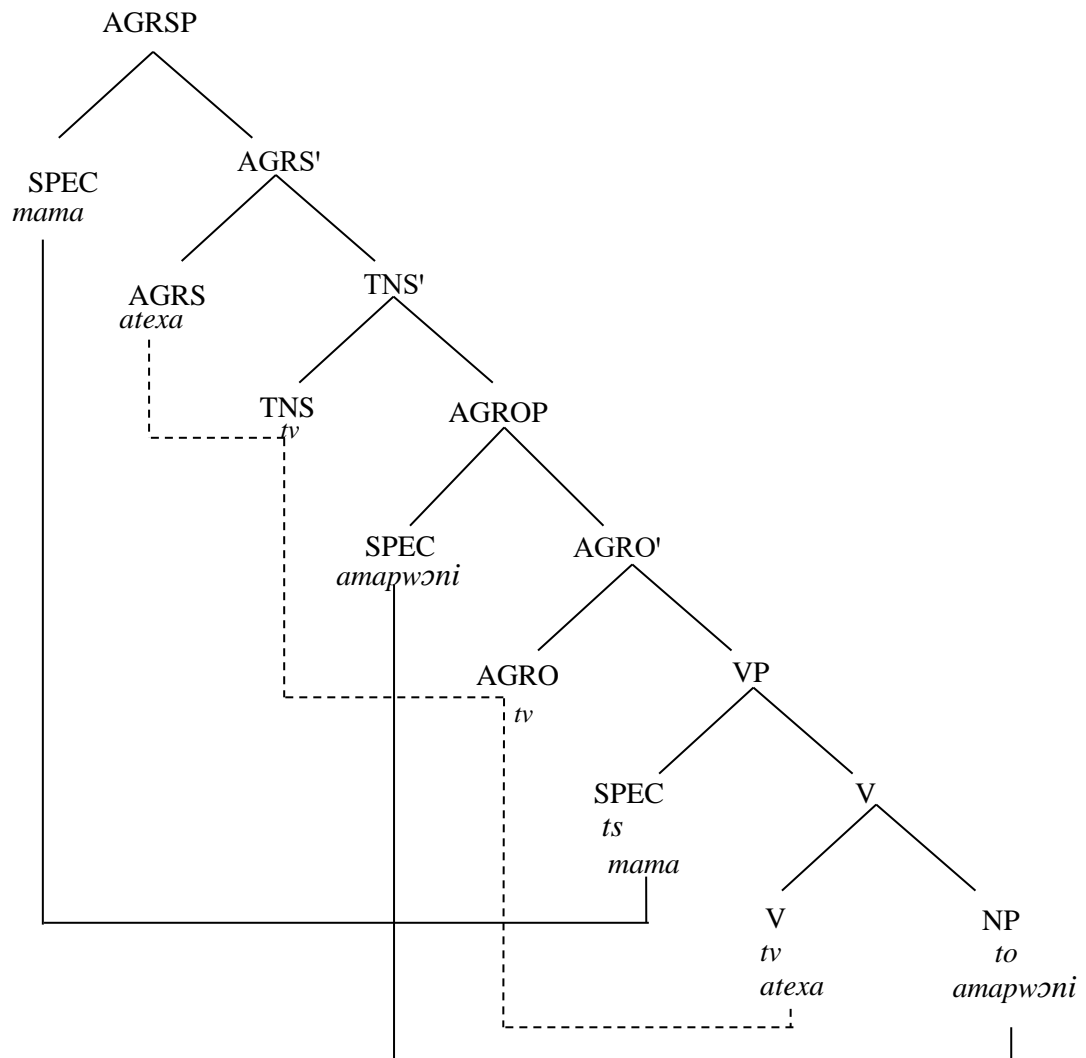 AGRSP
SPEC
AGRS'
mama
AGRS
TNS'
atexa
TNS
AGROP
tv
SPEC
AGRO'
amapwɔni
AGRO
VP
tv
SPEC
V
ts
mama
V
NP
tv
to
atexa
amapwɔni